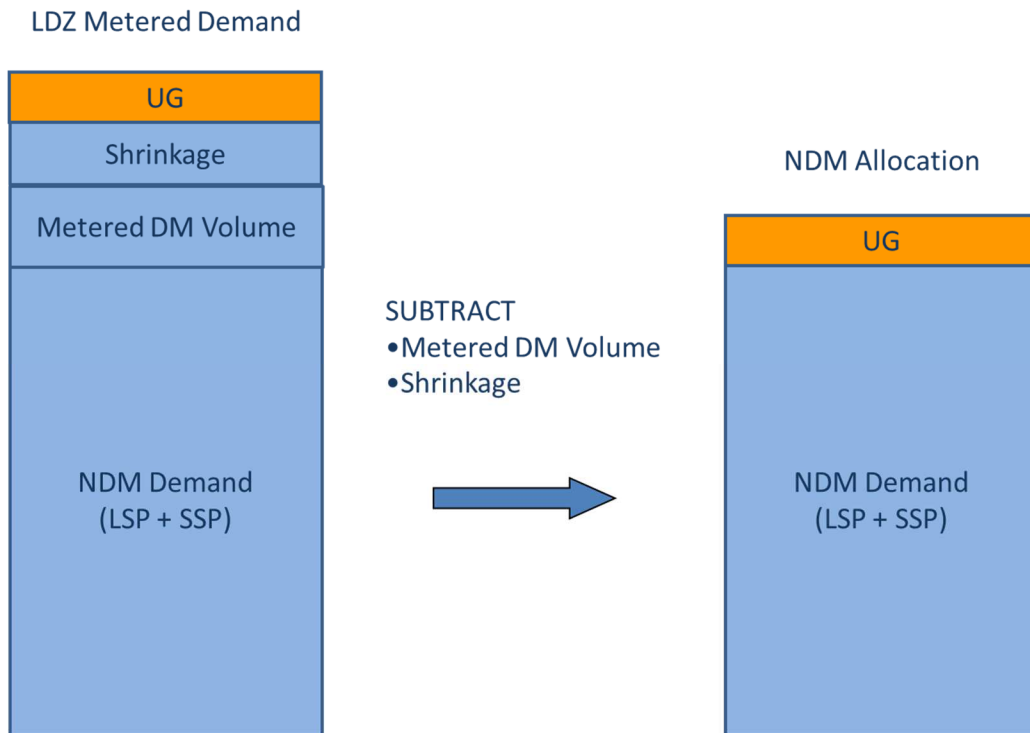 LDZ Metered Demand
UG
Shrinkage
Metered DM Volume
NDM Demand
(LSP + SSP)
SUBTRACT
•Metered DM Volume
•Shrinkage
NDM Allocation
UG
NDM Demand
(LSP + SSP)